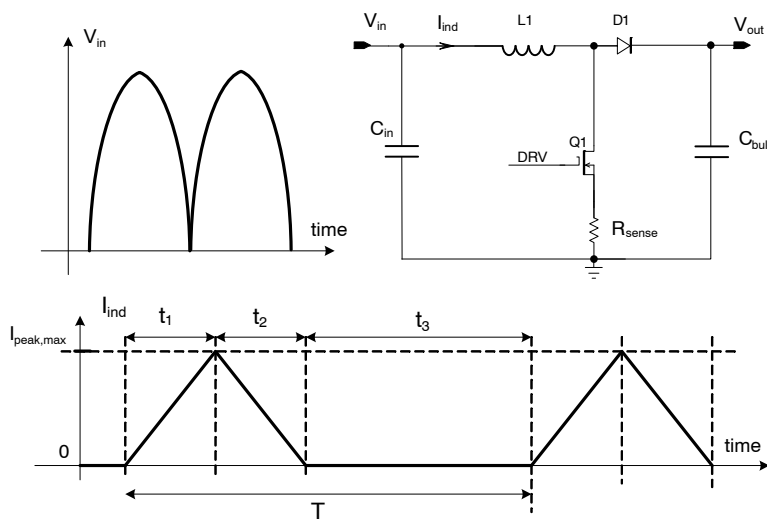 V_in
time
V_in
I_ind
L1
D1
V_out
C_in
DRV
Q1
R_sense
C_bul
I_ind
I_peak,max
t_1
t_2
t_3
0
time
T